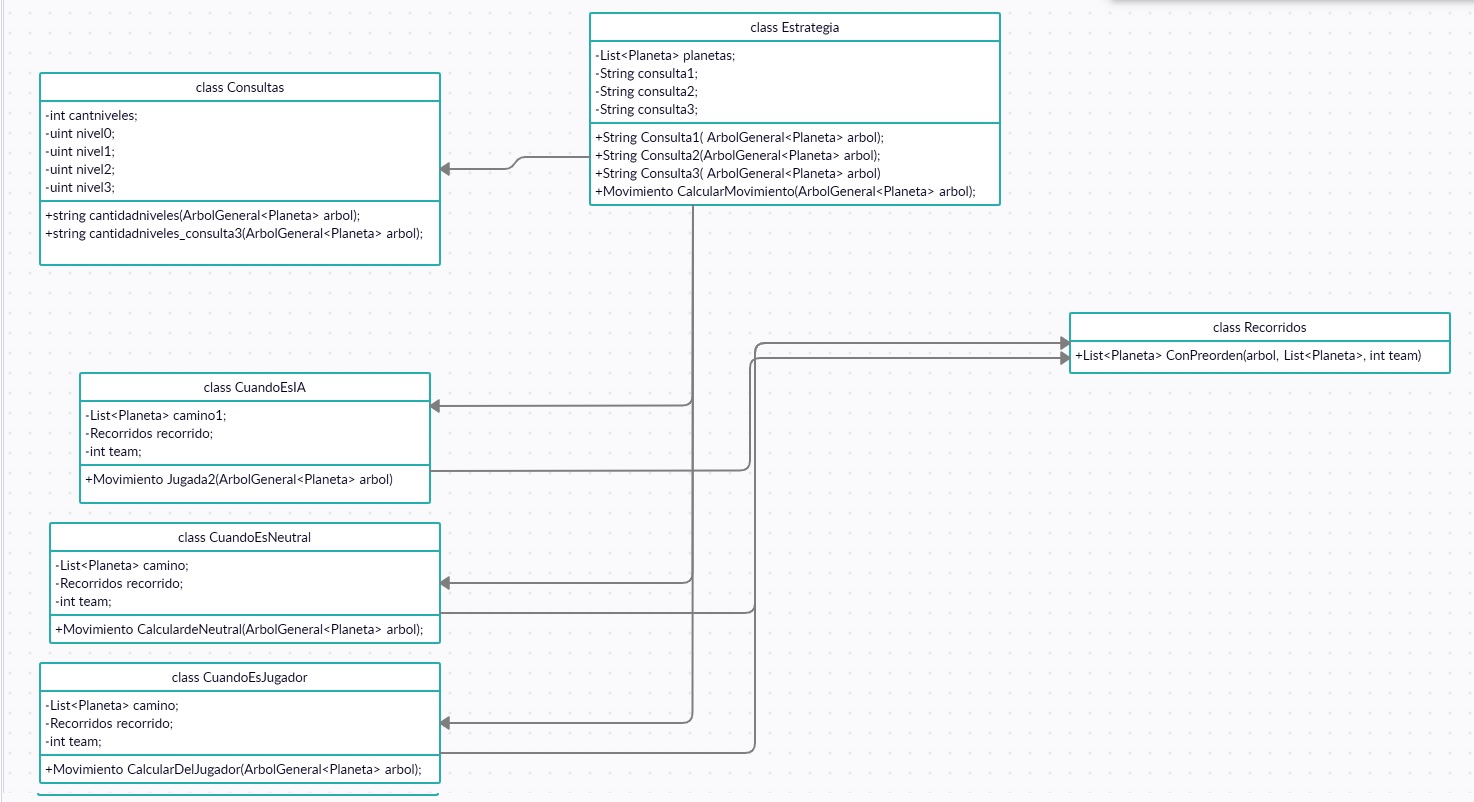 class Estrategia
-List<Planeta> planetas;
-String consulta1;
-String consulta2;
-String consulta3;
+String Consulta1( ArbolGeneral<Planeta> arbol);
+String Consulta2(ArbolGeneral<Planeta> arbol);
+String Consulta3( ArbolGeneral<Planeta> arbol)
+Movimiento CalcularMovimiento(ArbolGeneral<Planeta> arbol);
class Consultas
-int cantniveles;
-uint nivel0;
-uint nivel1;
-uint nivel2;
-uint nivel3;
+string cantidadniveles(ArbolGeneral<Planeta> arbol);
+string cantidadniveles_consulta3(ArbolGeneral<Planeta> arbol);
class Recorridos
+List<Planeta> ConPreorden(arbol, List<Planeta>, int team)
class CuandoEsIA
-List<Planeta> camino1;
-Recorridos recorrido;
-int team;
+Movimiento Jugada2(ArbolGeneral<Planeta> arbol)
class CuandoEsNeutral
-List<Planeta> camino;
-Recorridos recorrido;
-int team;
+Movimiento CalculardeNeutral(ArbolGeneral<Planeta> arbol);
class CuandoEsJugador
-List<Planeta> camino;
-Recorridos recorrido;
-int team;
+Movimiento CalcularDelJugador(ArbolGeneral<Planeta> arbol);